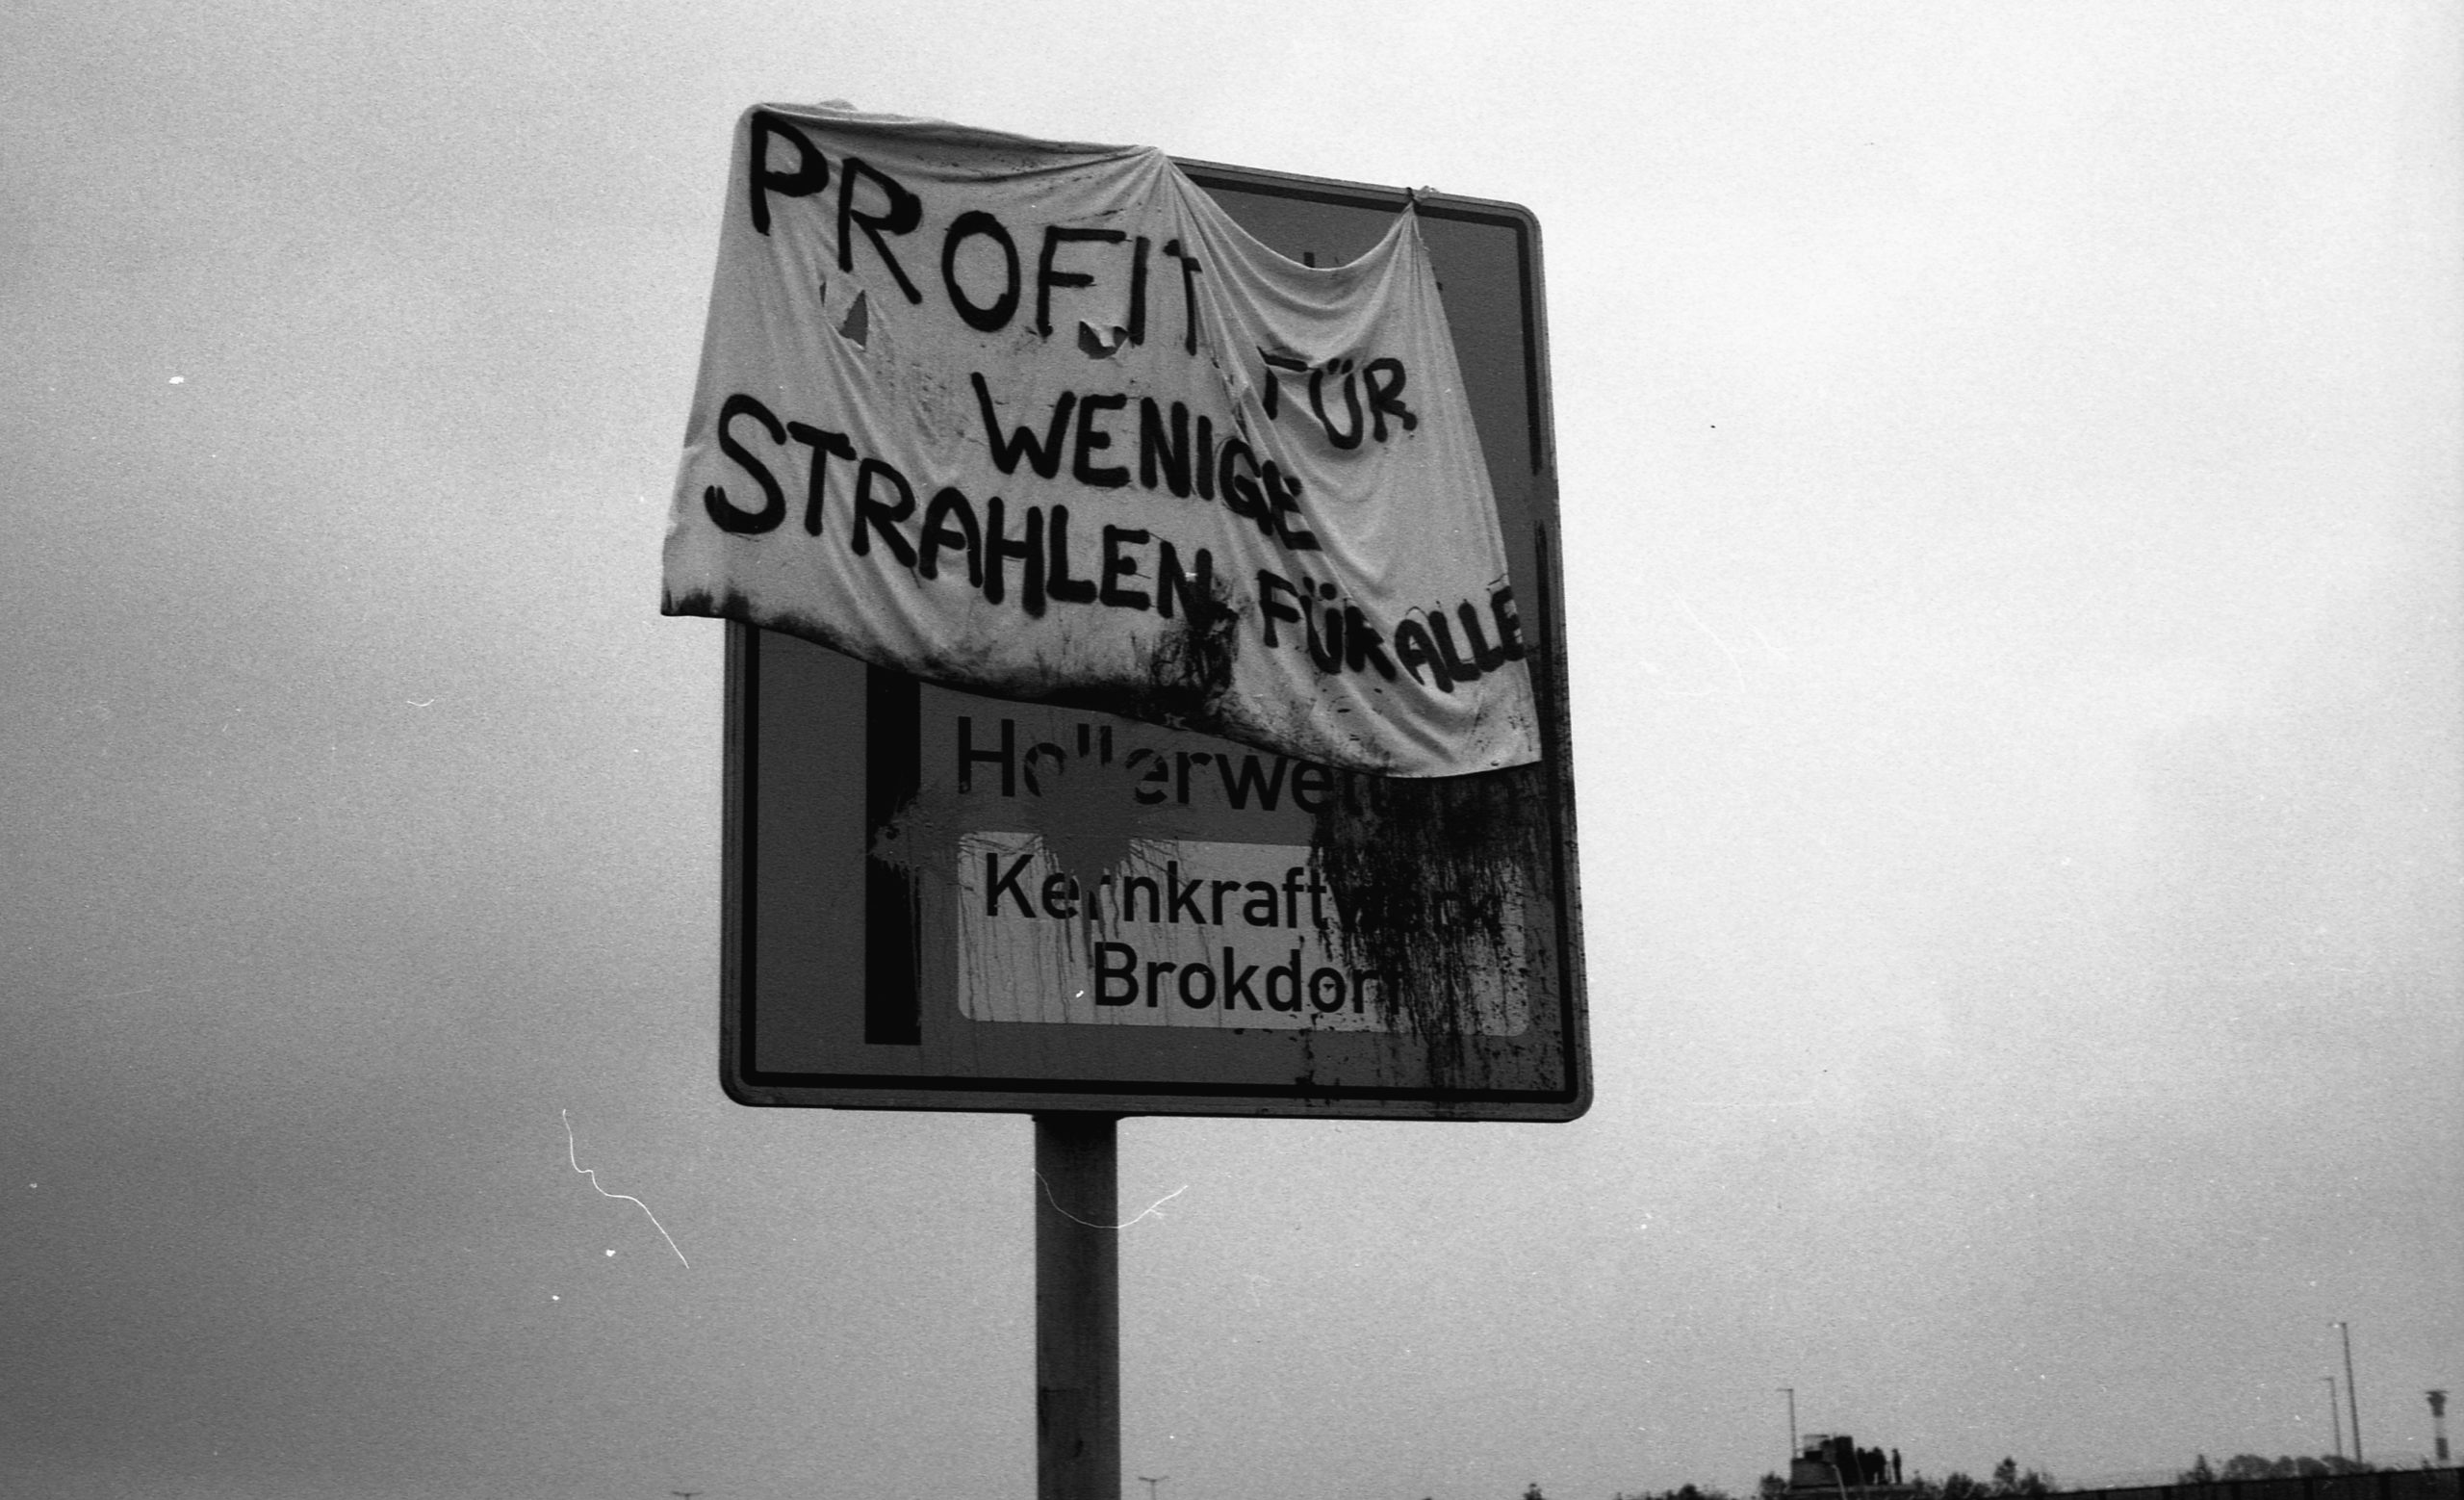 PROFIT FÜR
WENIGE
STRAHLEN FÜR ALLE
Kernkraftwerk
Brokdorf